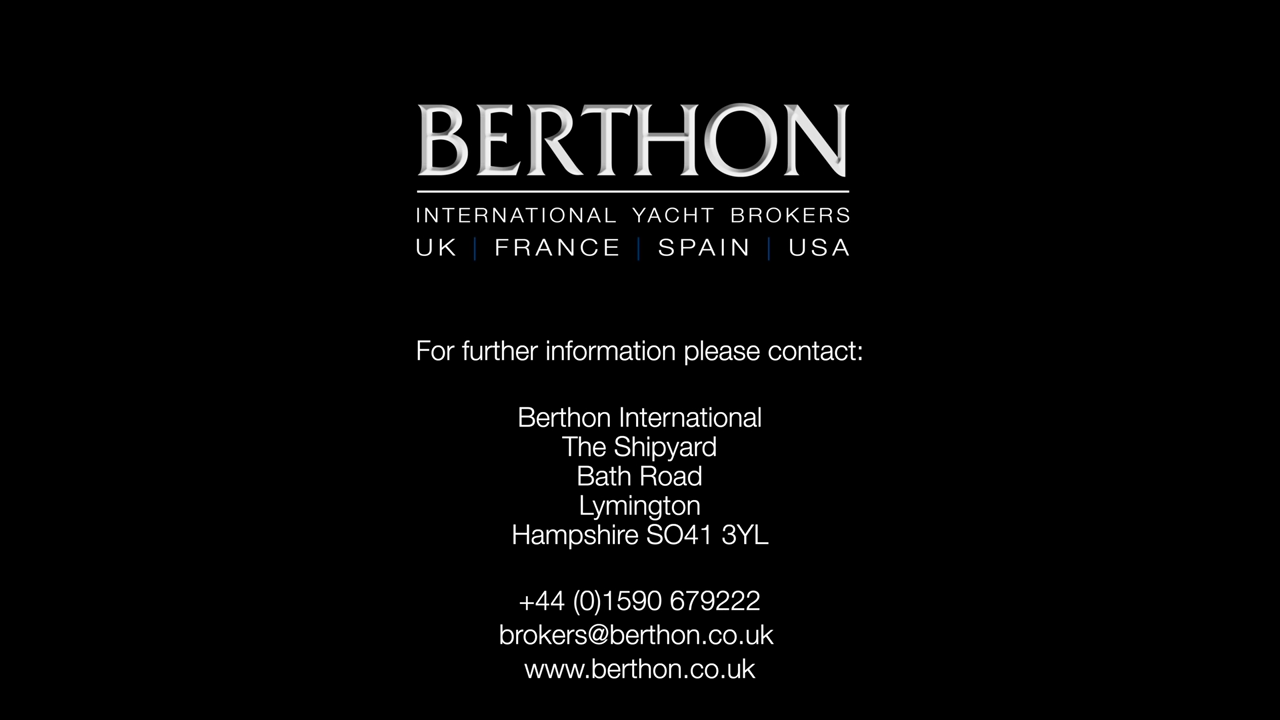 BERTHON
INTERNATIONAL YACHT BROKERS
UK | FRANCE | SPAIN | USA
For further information please contact:
Berthon International
The Shipyard
Bath Road
Lymington
Hampshire SO41 3YL
+44 (0)1590 679222
brokers@berthon.co.uk
www.berthon.co.uk